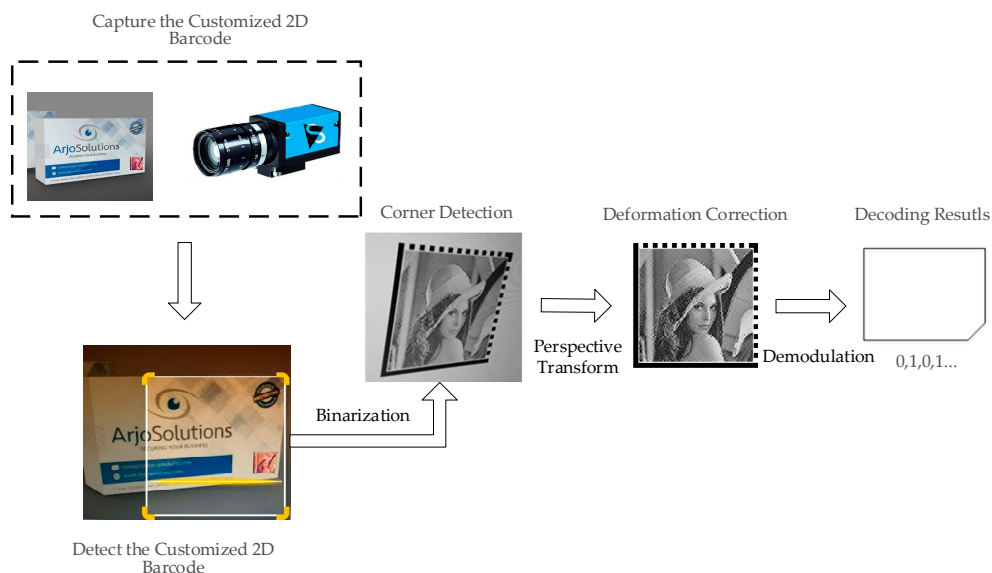 Capture the Customized 2D
Barcode
ArjoSolutions
SECURING YOUR BUSINESS
S
Corner Detection
Deformation Correction
Decoding Resutls
Perspective
Transform
Demodulation
0,1,0,1...
Binarization
ArjoSolutions
SECURING YOUR BUSINESS
Detect the Customized 2D
Barcode